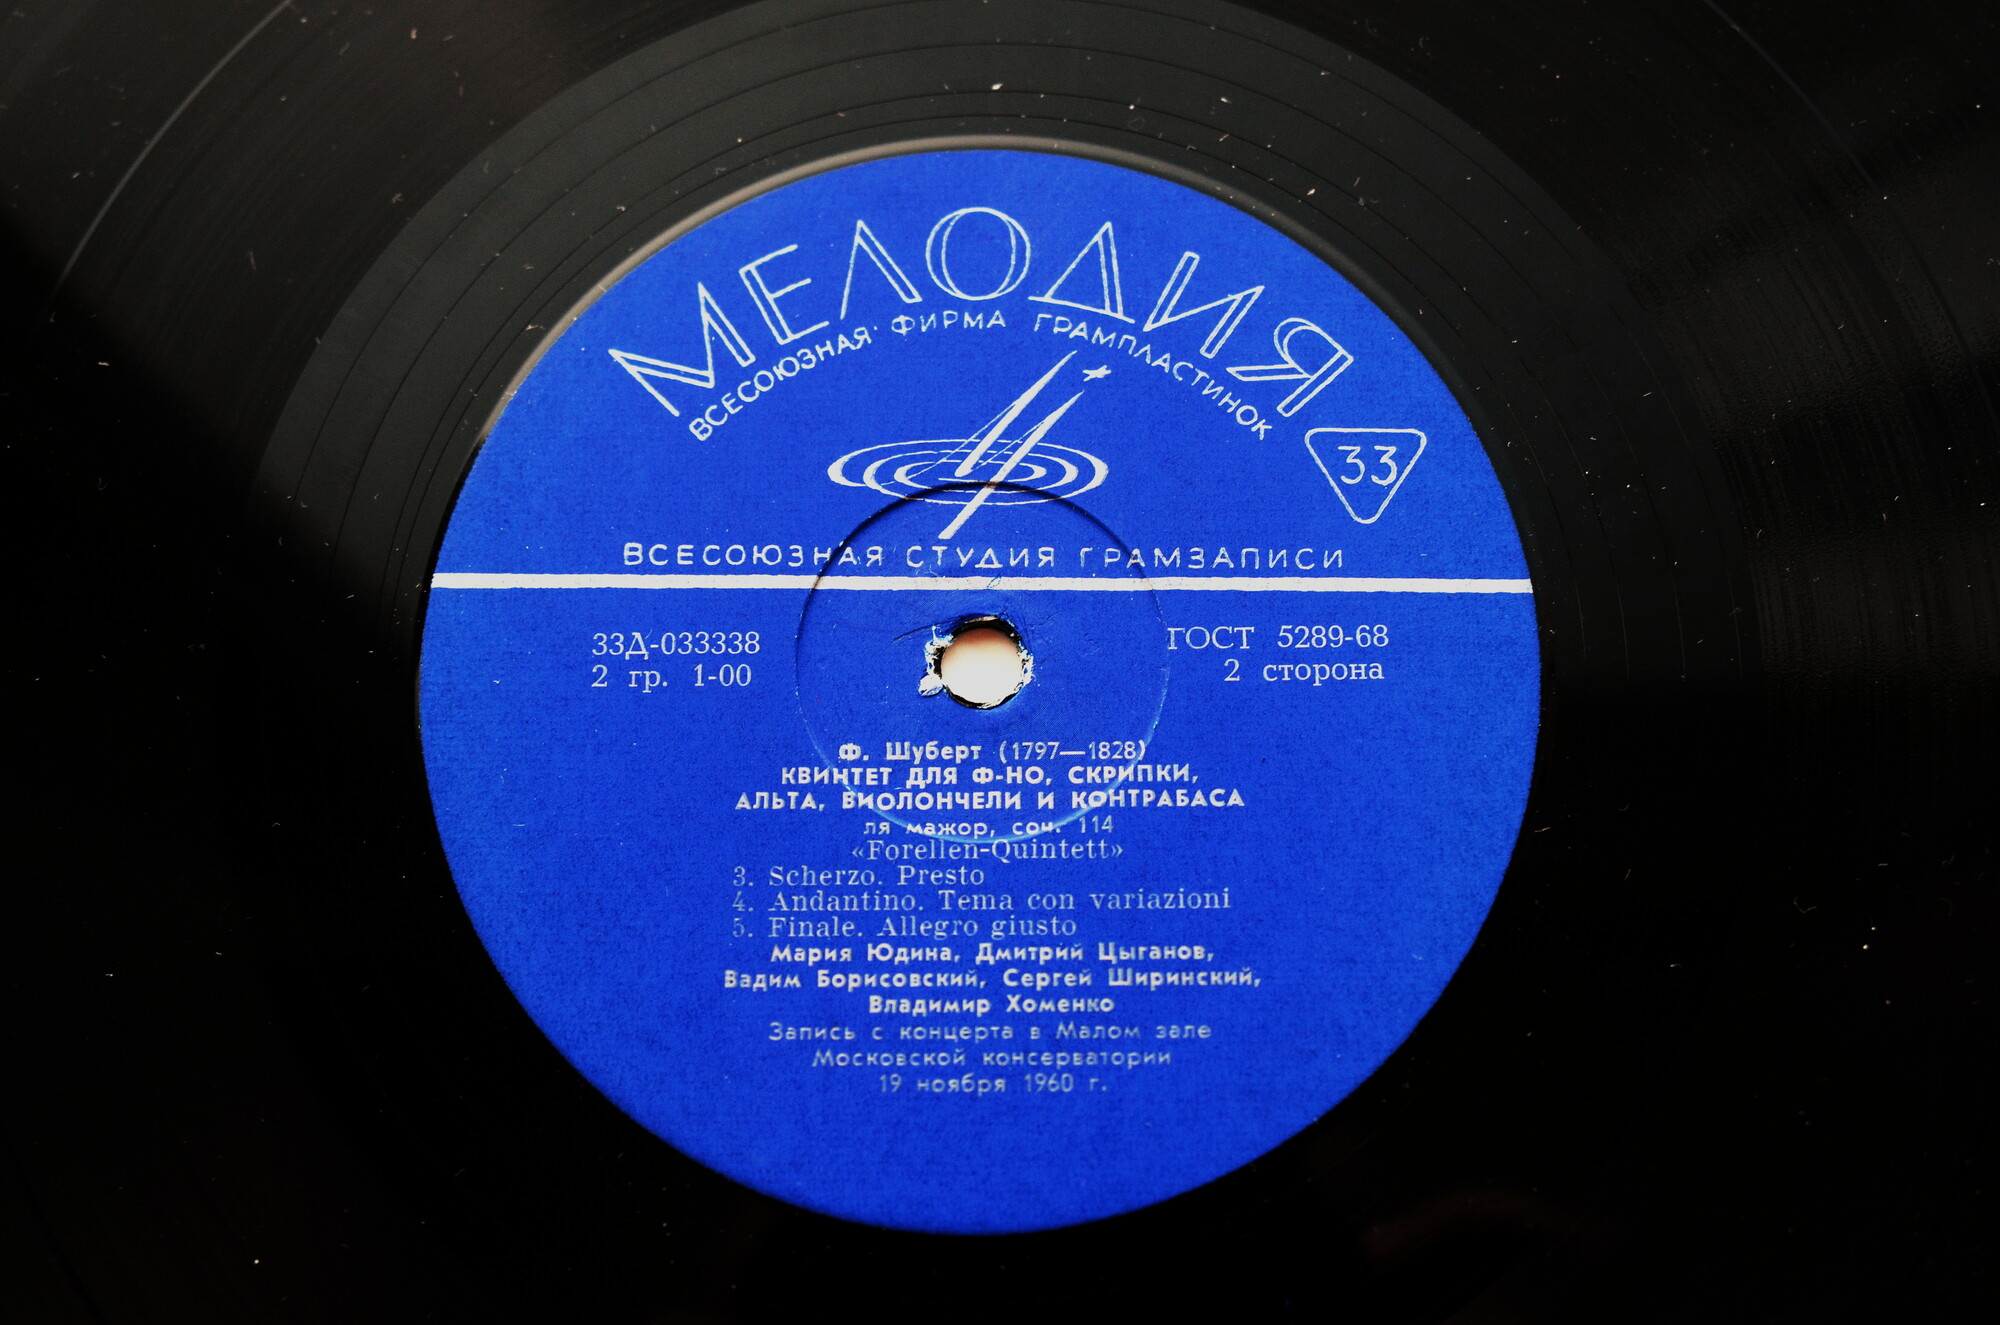 МЕЛОДИЯ
ВСЕСОЮЗНАЯ ФИРМА ГРАМПЛАСТИНОК
33
ВСЕСОЮЗНАЯ СТУДИЯ ГРАМЗАПИСИ
33Д-033338
2 гр. 1-00
ГОСТ 5289-68
2 сторона
Ф. Шуберт (1797—1828)
КВИНТЕТ ДЛЯ Ф-НО, СКРИПКИ,
АЛЬТА, ВИОЛОНЧЕЛИ И КОНТРАБАСА
ля мажор, соч. 114
«Forellen-Quintett»
3. Scherzo. Presto
4. Andantino. Tema con variazioni
5. Finale. Allegro giusto
Мария Юдина, Дмитрий Цыганов,
Вадим Борисовский, Сергей Ширинский,
Владимир Хоменко
Запись с концерта в Малом зале
Московской консерватории
19 ноября 1960 г.